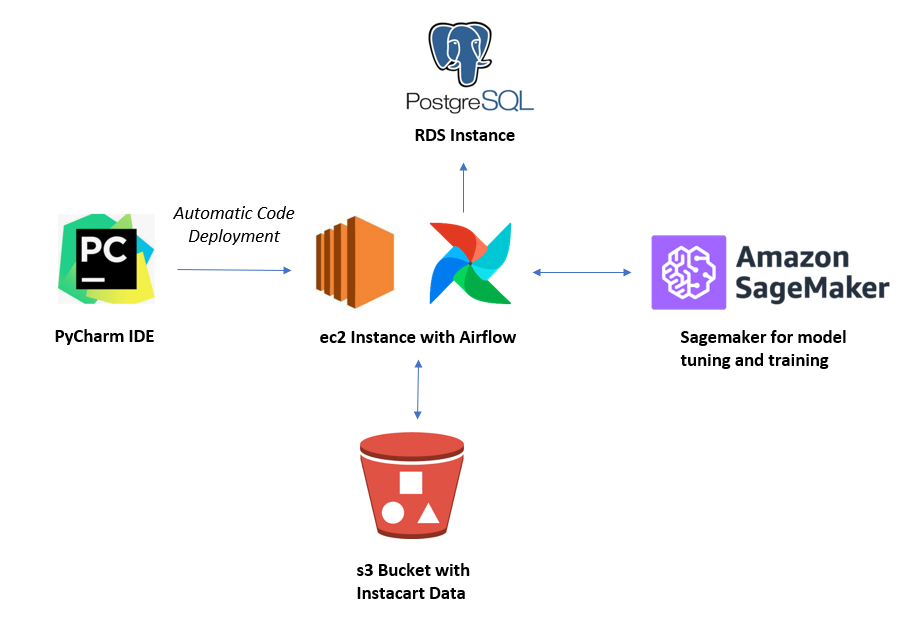 PostgreSQL
RDS Instance
Automatic Code
Deployment
PC
Amazon
SageMaker
PyCharm IDE
ec2 Instance with Airflow
Sagemaker for model
tuning and training
s3 Bucket with
Instacart Data